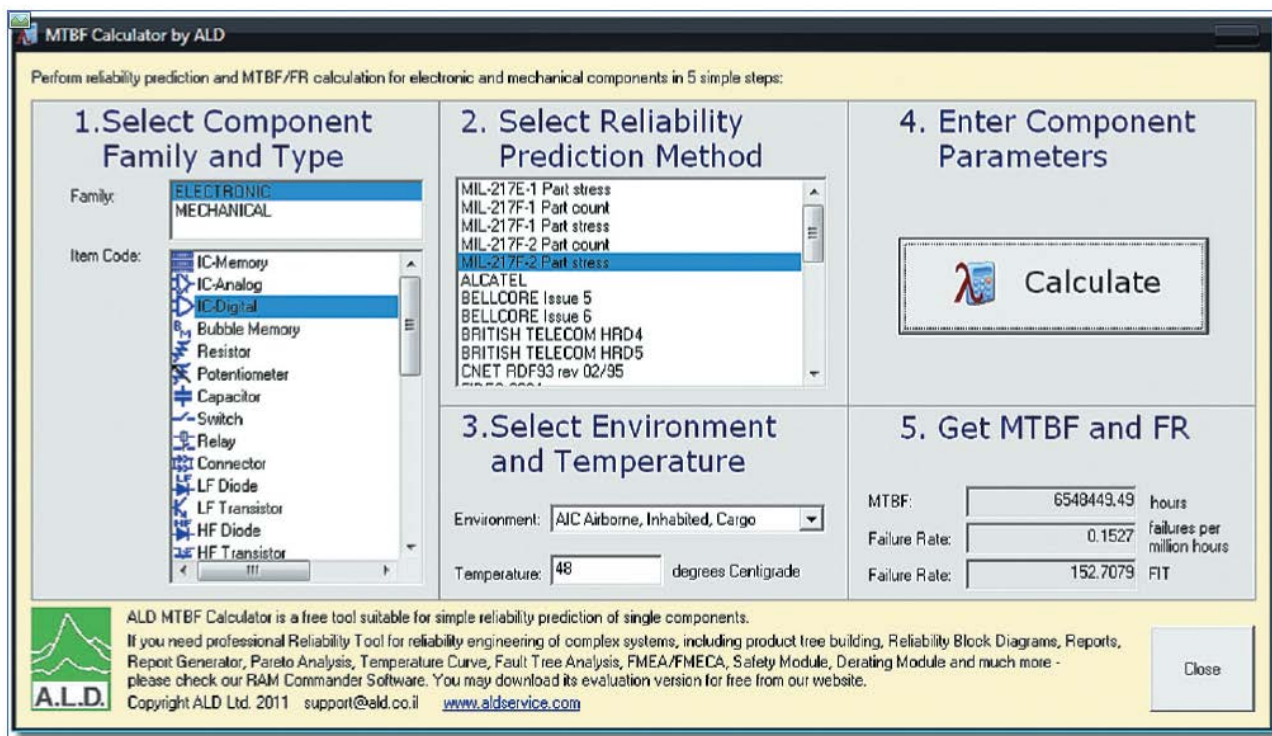 MTBF Calculator by ALD
Perform reliability prediction and MTBF/FR calculation for electronic and mechanical components in 5 simple steps:
1.Select Component
Family and Type
Family:
ELECTRONIC
MECHANICAL
Item Code:
IC-Memory
IC-Analog
IC-Digital
Bubble Memory
Resistor
Potentiometer
Capacitor
Switch
Relay
Connector
LF Diode
LF Transistor
HF Diode
HF Transistor
2. Select Reliability
Prediction Method
MIL-217E-1 Part stress
MIL-217F-1 Part count
MIL-217F-1 Part stress
MIL-217F-2 Part count
MIL-217F-2 Part stress
ALCATEL
BELLCORE Issue 5
BELLCORE Issue 6
BRITISH TELECOM HRD4
BRITISH TELECOM HRD5
CNET RDF93 rev 02/95
3.Select Environment
and Temperature
Environment: AIC Airborne, Inhabited, Cargo
Temperature: 48 degrees Centigrade
4. Enter Component
Parameters
λ Calculate
5. Get MTBF and FR
MTBF: 6548449.49 hours
Failure Rate: 0.1527 failures per
million hours
Failure Rate: 152.7079 FIT
A.L.D.
ALD MTBF Calculator is a free tool suitable for simple reliability prediction of single components.
If you need professional Reliability Tool for reliability engineering of complex systems, including product tree building, Reliability Block Diagrams, Reports,
Report Generator, Pareto Analysis, Temperature Curve, Fault Tree Analysis, FMEA/FMECA, Safety Module, Derating Module and much more -
please check our RAM Commander Software. You may download its evaluation version for free from our website.
Copyright ALD Ltd. 2011 support@ald.co.il www.aldservice.com
Close